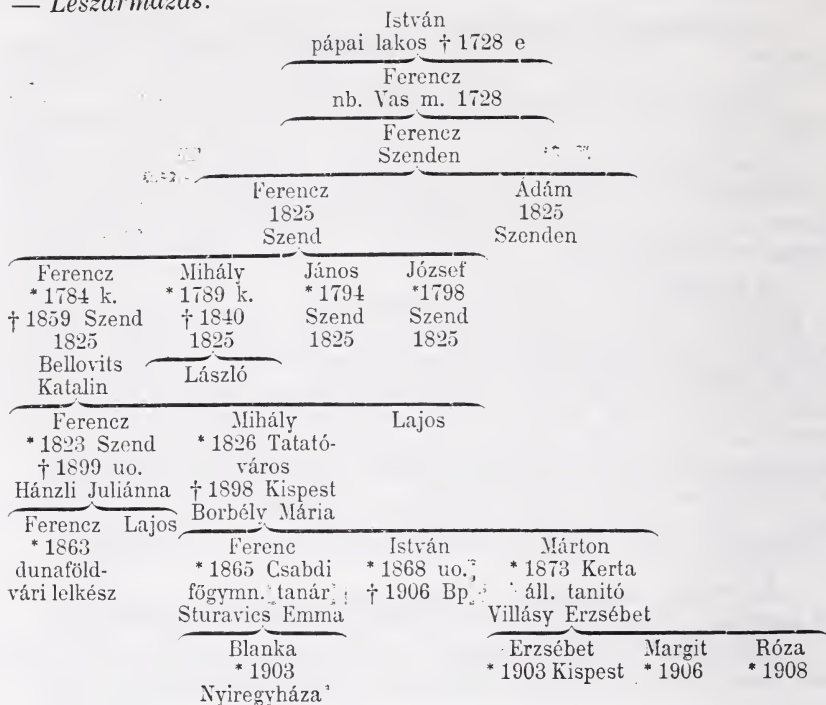 — Leszármazás:
István
pápai lakos † 1728 e
Ferencz
nb. Vas m. 1728
Ferencz
Szenden
Ferencz Ádám
1825 1825
Szend Szenden
Ferencz Mihály János József
* 1784 k. * 1789 k. * 1794 *1798
† 1859 Szend † 1840 Szend Szend
1825 1825 1825 1825
Bellovits László
Katalin
Ferencz Mihály Lajos
* 1823 Szend * 1826 Tatató-
† 1899 uo. város
Hánzli Juliánna † 1898 Kispest
Borbély Mária
Ferencz Lajos Ferenc István Márton
* 1863 * 1865 Csabdi * 1868 uo. * 1873 Kerta
dunaföld- főgymn. tanár † 1906 Bp. áll. tanitó
vári lelkész Sturavics Emma Villásy Erzsébet
Blanka Erzsébet Margit Róza
* 1903 * 1903 Kispest * 1906 * 1908
Nyiregyháza